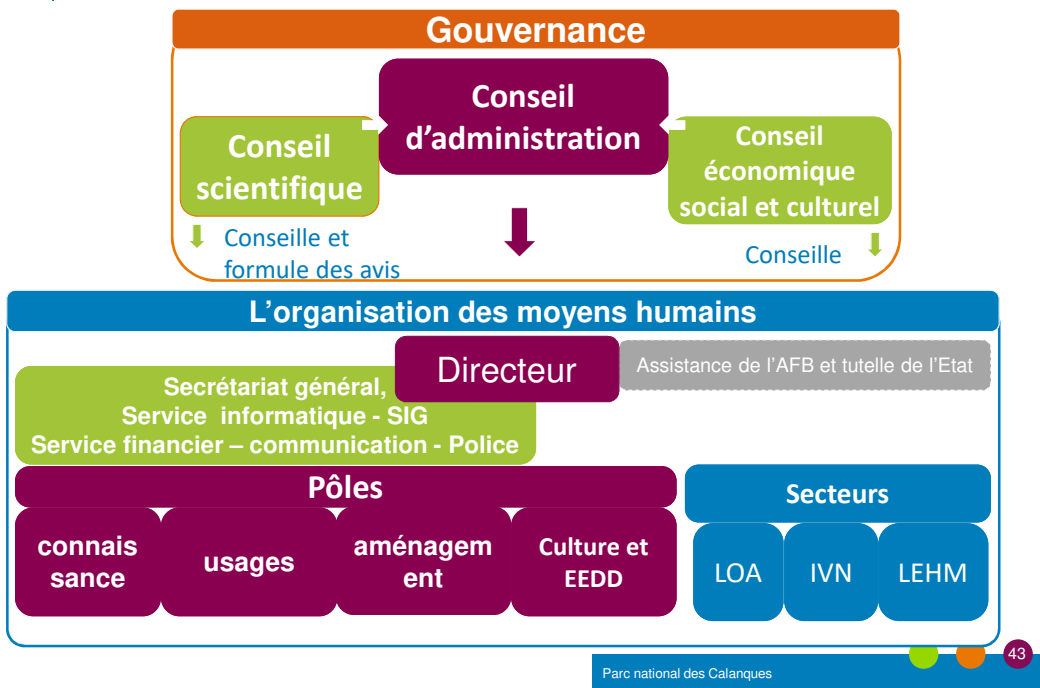 Gouvernance
Conseil
d’administration
Conseil
scientifique
Conseil
économique
social et culturel
Conseille et
formule des avis
Conseille
L’organisation des moyens humains
Directeur
Assistance de l’AFB et tutelle de l’Etat
Secrétariat général,
Service informatique - SIG
Service financier – communication - Police
Pôles
connais
sance
usages
aménagem
ent
Culture et
EEDD
Secteurs
LOA
IVN
LEHM
Parc national des Calanques
43